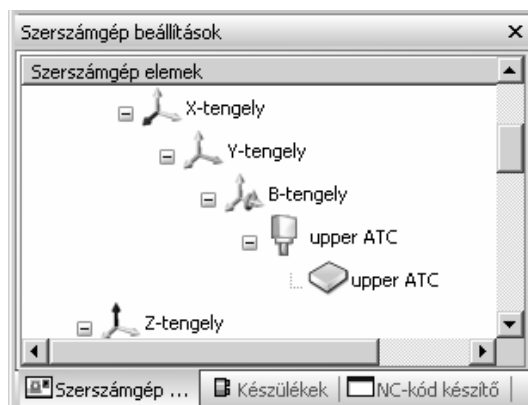 Szerszámgép beállítások
Szerszámgép elemek
X-tengely
Y-tengely
B-tengely
upper ATC
upper ATC
Z-tengely
Szerszámgép ... Készülékek NC-kód készítő